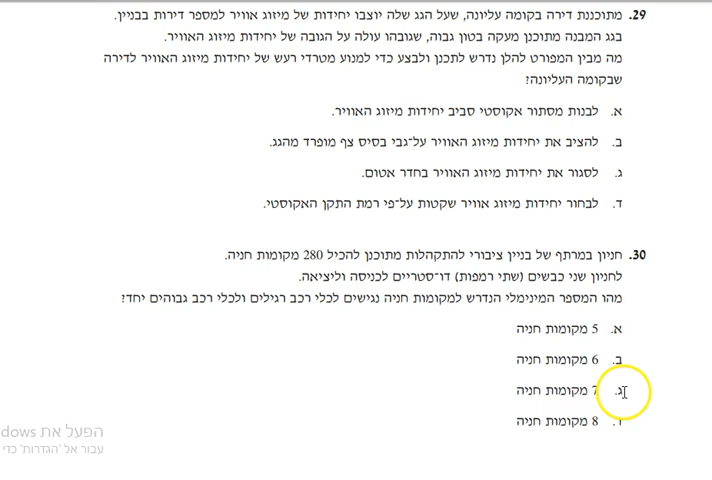 29. מתוכננת דירה בקומה עליונה, שעל הגג שלה יוצבו יחידות של מיזוג אוויר למספר דירות בבניין.
בגג המבנה מתוכנן מעקה בטון גבוה, שגובהו עולה על הגובה של יחידות מיזוג האוויר.
מה מבין המפורט להלן נדרש לתכנן ולבצע כדי למנוע מטרדי רעש של יחידות מיזוג האוויר לדירה
שבקומה העליונה?
א. לבנות מסתור אקוסטי סביב יחידות מיזוג האוויר.
ב. להציב את יחידות מיזוג האוויר על־גבי בסיס צף מופרד מהגג.
ג. לסגור את יחידות מיזוג האוויר בחדר אטום.
ד. לבחור יחידות מיזוג אוויר שקטות על־פי רמת התקן האקוסטי.
30. חניון במרתף של בניין ציבורי להתקהלות מתוכנן להכיל 280 מקומות חניה.
לחניון שני כבשים (שתי רמפות) דו־סטריים לכניסה וליציאה.
מהו המספר המינימלי הנדרש למקומות חניה נגישים לכלי רכב רגילים ולכלי רכב גבוהים יחד?
א. 5 מקומות חניה
ב. 6 מקומות חניה
ג. 7 מקומות חניה
ד. 8 מקומות חניה
הפעל את dows
עבור אל 'הגדרות' כדי